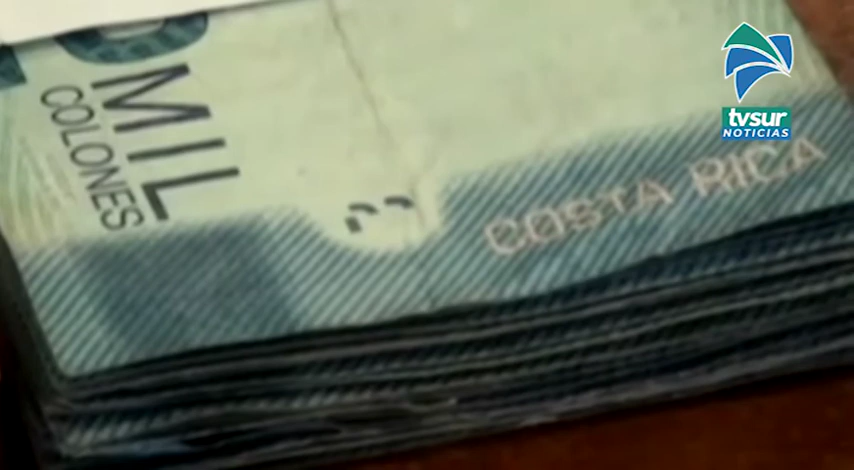 MIL
COLONES
COSTA RICA
tvsur
NOTICIAS